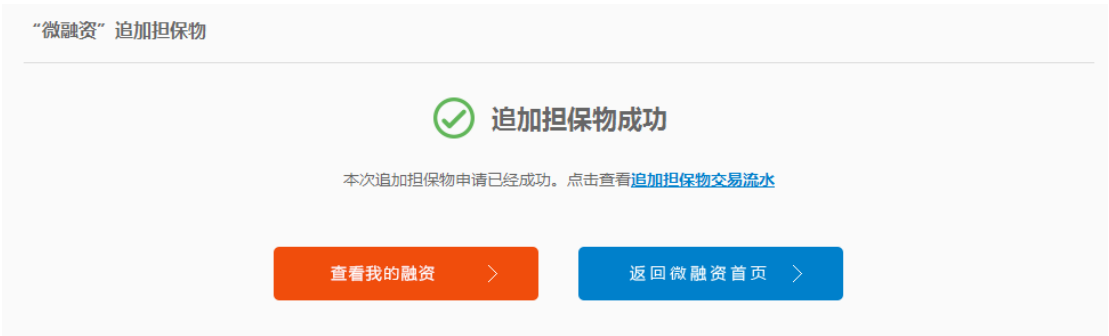 “微融资”追加担保物
追加担保物成功
本次追加担保物申请已经成功。点击查看追加担保物交易流水
查看我的融资
返回微融资首页